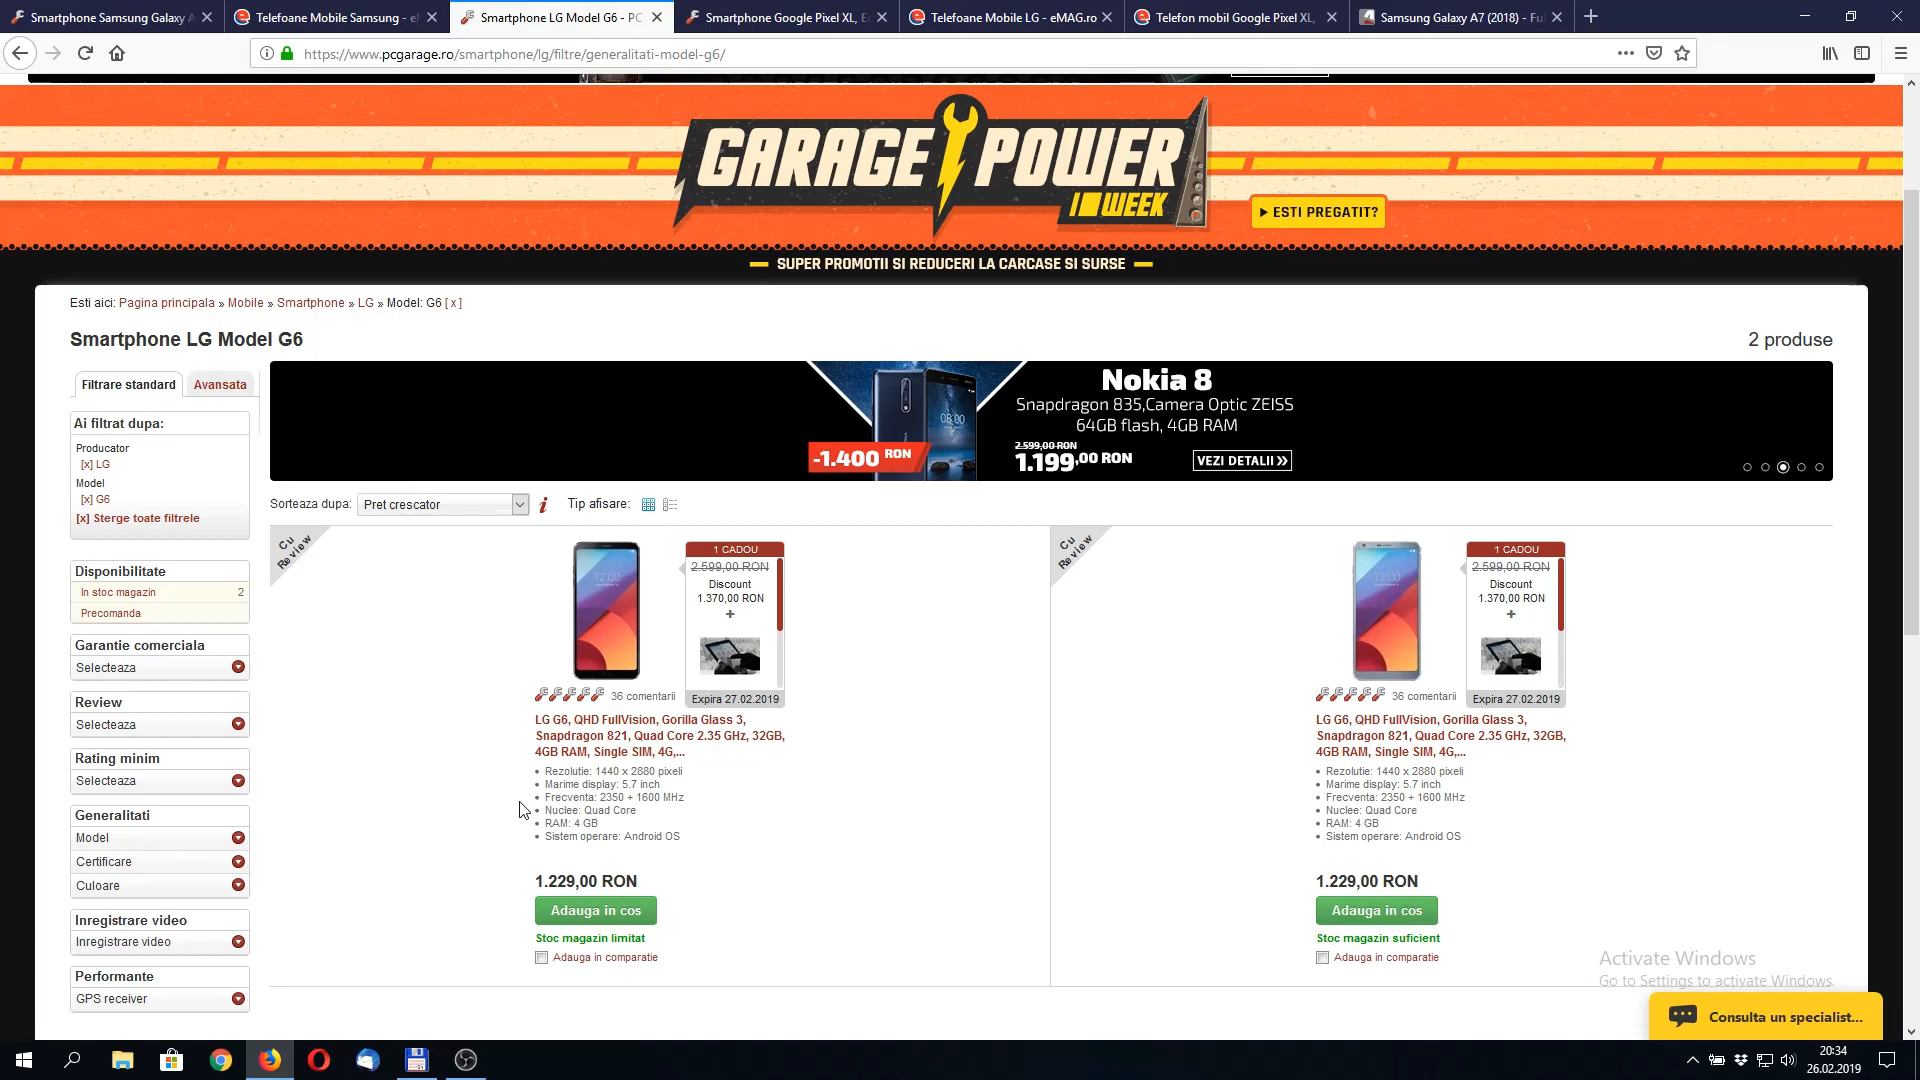 Smartphone Samsung Galaxy A
Telefoane Mobile Samsung - eM
Smartphone LG Model G6 - PC
Smartphone Google Pixel XL, E
Telefoane Mobile LG - eMAG.ro
Telefon mobil Google Pixel XL,
Samsung Galaxy A7 (2018) - Ful
https://www.pcgarage.ro/smartphone/lg/filtre/generalitati-model-g6/
GARAGE POWER
WEEK
ESTI PREGATIT?
SUPER PROMOTII SI REDUCERI LA CARCASE SI SURSE
Esti aici: Pagina principala » Mobile » Smartphone » LG » Model: G6 [ x ]
Smartphone LG Model G6
2 produse
Filtrare standard
Avansata
Ai filtrat dupa:
Producator
[x] LG
Model
[x] G6
[x] Sterge toate filtrele
Disponibilitate
In stoc magazin 2
Precomanda
Garantie comerciala
Selecteaza
Review
Selecteaza
Rating minim
Selecteaza
Generalitati
Model
Certificare
Culoare
Inregistrare video
Inregistrare video
Performante
GPS receiver
Nokia 8
Snapdragon 835,Camera Optic ZEISS
64GB flash, 4GB RAM
08:00
-1.400 RON
2.599,00 RON
1.199,00 RON
VEZI DETALII
Sorteaza dupa: Pret crescator
i
Tip afisare:
Cu
Review
12:00
1 CADOU
2.599,00 RON
Discount
1.370,00 RON
+
Expira 27.02.2019
36 comentarii
LG G6, QHD FullVision, Gorilla Glass 3,
Snapdragon 821, Quad Core 2.35 GHz, 32GB,
4GB RAM, Single SIM, 4G,...
• Rezolutie: 1440 x 2880 pixeli
• Marime display: 5.7 inch
• Frecventa: 2350 + 1600 MHz
• Nuclee: Quad Core
• RAM: 4 GB
• Sistem operare: Android OS
1.229,00 RON
Adauga in cos
Stoc magazin limitat
Adauga in comparatie
Cu
Review
12:00
1 CADOU
2.599,00 RON
Discount
1.370,00 RON
+
Expira 27.02.2019
36 comentarii
LG G6, QHD FullVision, Gorilla Glass 3,
Snapdragon 821, Quad Core 2.35 GHz, 32GB,
4GB RAM, Single SIM, 4G,...
• Rezolutie: 1440 x 2880 pixeli
• Marime display: 5.7 inch
• Frecventa: 2350 + 1600 MHz
• Nuclee: Quad Core
• RAM: 4 GB
• Sistem operare: Android OS
1.229,00 RON
Adauga in cos
Stoc magazin suficient
Adauga in comparatie
Activate Windows
Go to Settings to activate Windows.
Consulta un specialist...
20:34
26.02.2019